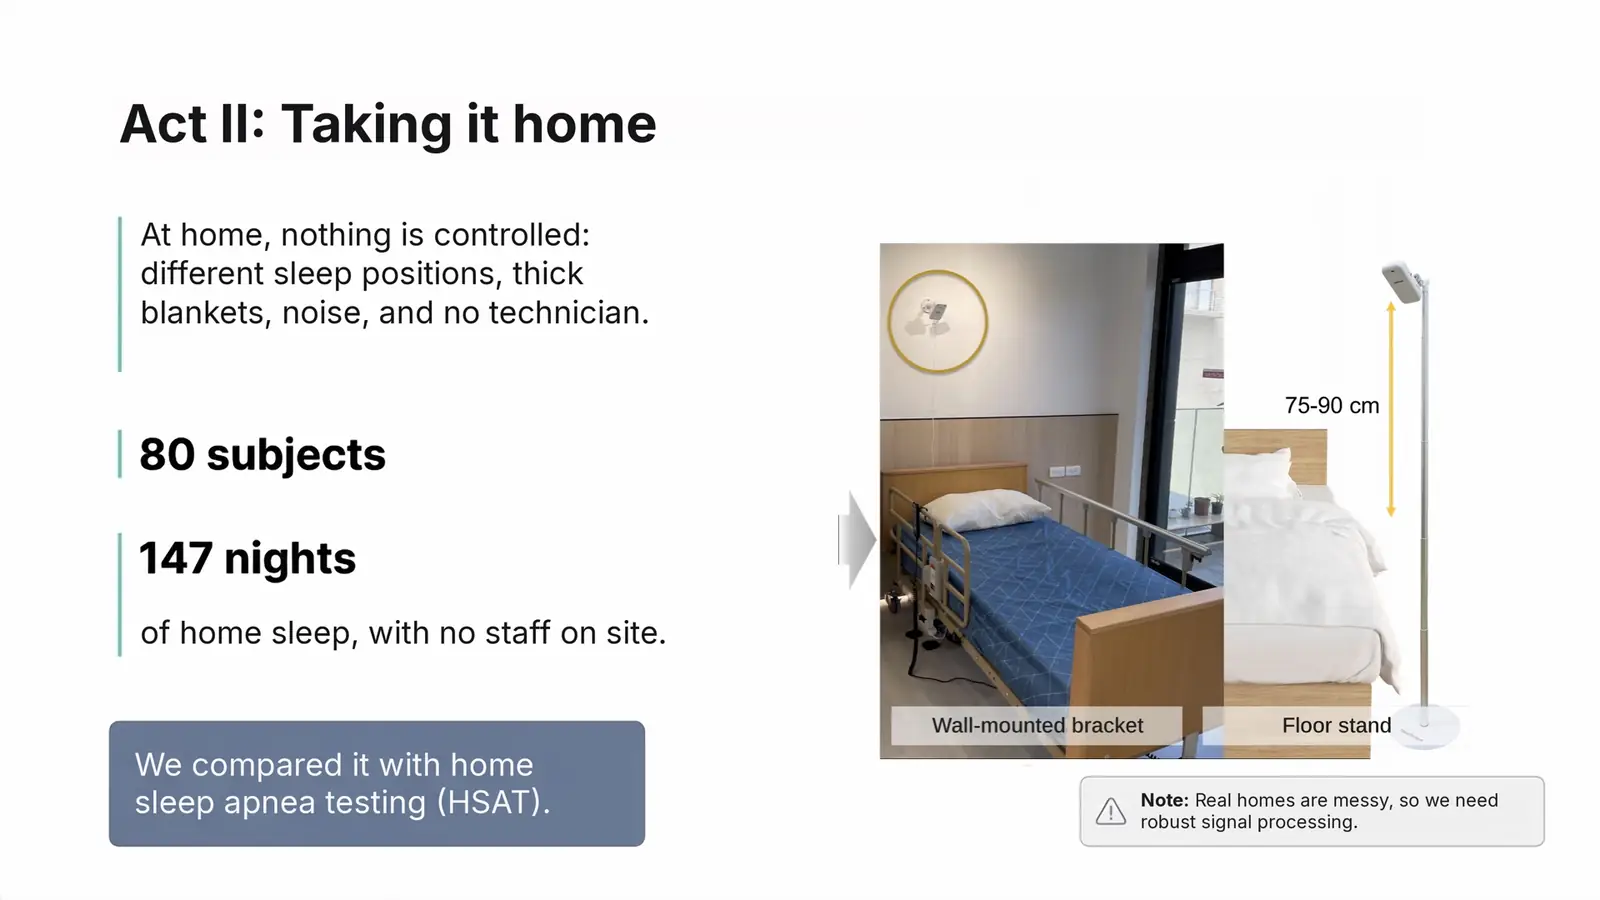 Act II: Taking it home
At home, nothing is controlled:
different sleep positions, thick
blankets, noise, and no technician.
80 subjects
147 nights
of home sleep, with no staff on site.
We compared it with home
sleep apnea testing (HSAT).
75-90 cm
Wall-mounted bracket
Floor stand
Note: Real homes are messy, so we need
robust signal processing.